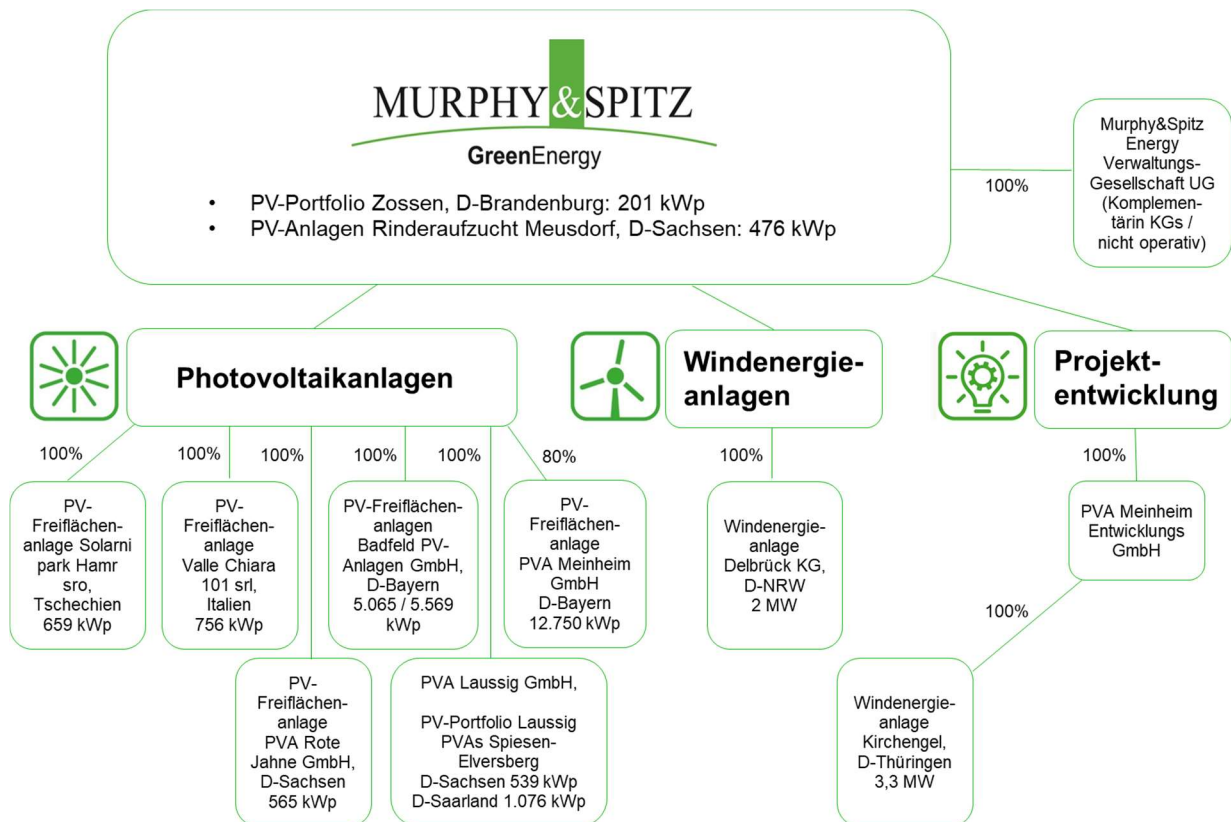 MURPHY & SPITZ
GreenEnergy
• PV-Portfolio Zossen, D-Brandenburg: 201 kWp
• PV-Anlagen Rinderaufzucht Meusdorf, D-Sachsen: 476 kWp
100%
Murphy&Spitz
Energy
Verwaltungs-
Gesellschaft UG
(Komplemen-
tärin KGs /
nicht operativ)
Photovoltaikanlagen
Windenergie-
anlagen
Projekt-
entwicklung
100%
100%
100%
100%
100%
80%
100%
100%
PV-
Freiflächen-
anlage Solarni
park Hamr
sro,
Tschechien
659 kWp
PV-
Freiflächen-
anlage
Valle Chiara
101 srl,
Italien
756 kWp
PV-Freiflächen-
anlagen
Badfeld PV-
Anlagen GmbH,
D-Bayern
5.065 / 5.569
kWp
PV-
Freiflächen-
anlage
PVA Meinheim
GmbH
D-Bayern
12.750 kWp
Windenergie-
anlage
Delbrück KG,
D-NRW
2 MW
PVA Meinheim
Entwicklungs
GmbH
100%
PV-
Freiflächen-
anlage
PVA Rote
Jahne GmbH,
D-Sachsen
565 kWp
PVA Laussig GmbH,
PV-Portfolio Laussig
PVAs Spiesen-
Elversberg
D-Sachsen 539 kWp
D-Saarland 1.076 kWp
Windenergie-
anlage
Kirchengel,
D-Thüringen
3,3 MW